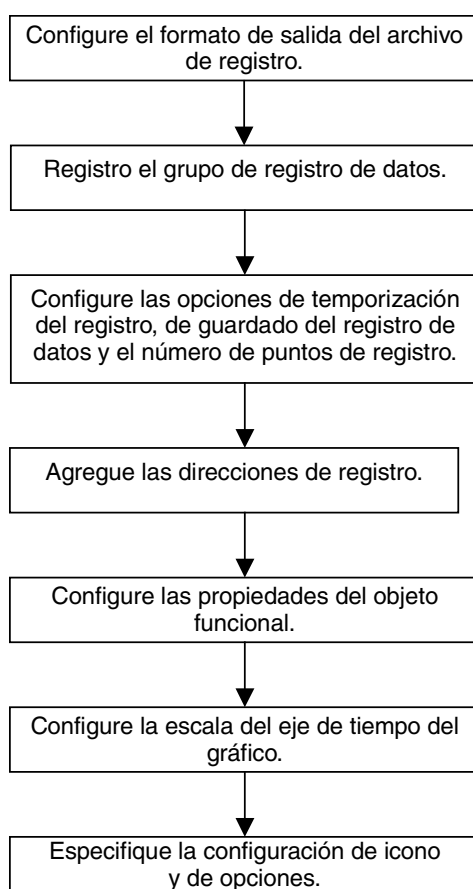 Configure el formato de salida del archivo
de registro.
Registro el grupo de registro de datos.
Configure las opciones de temporización
del registro, de guardado del registro de
datos y el número de puntos de registro.
Agregue las direcciones de registro.
Configure las propiedades del objeto
funcional.
Configure la escala del eje de tiempo del
gráfico.
Especifique la configuración de icono
y de opciones.